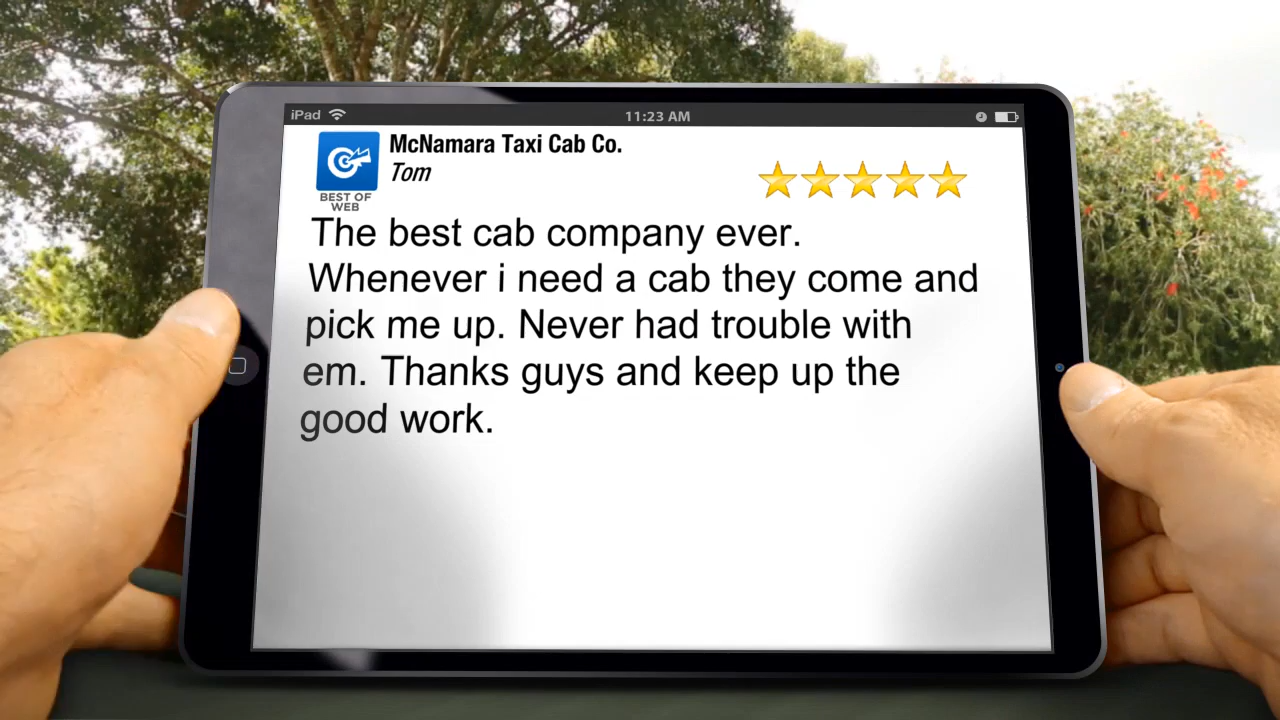 iPad 11:23 AM
McNamara Taxi Cab Co.
Tom
BEST OF
WEB
The best cab company ever.
Whenever i need a cab they come and
pick me up. Never had trouble with
em. Thanks guys and keep up the
good work.